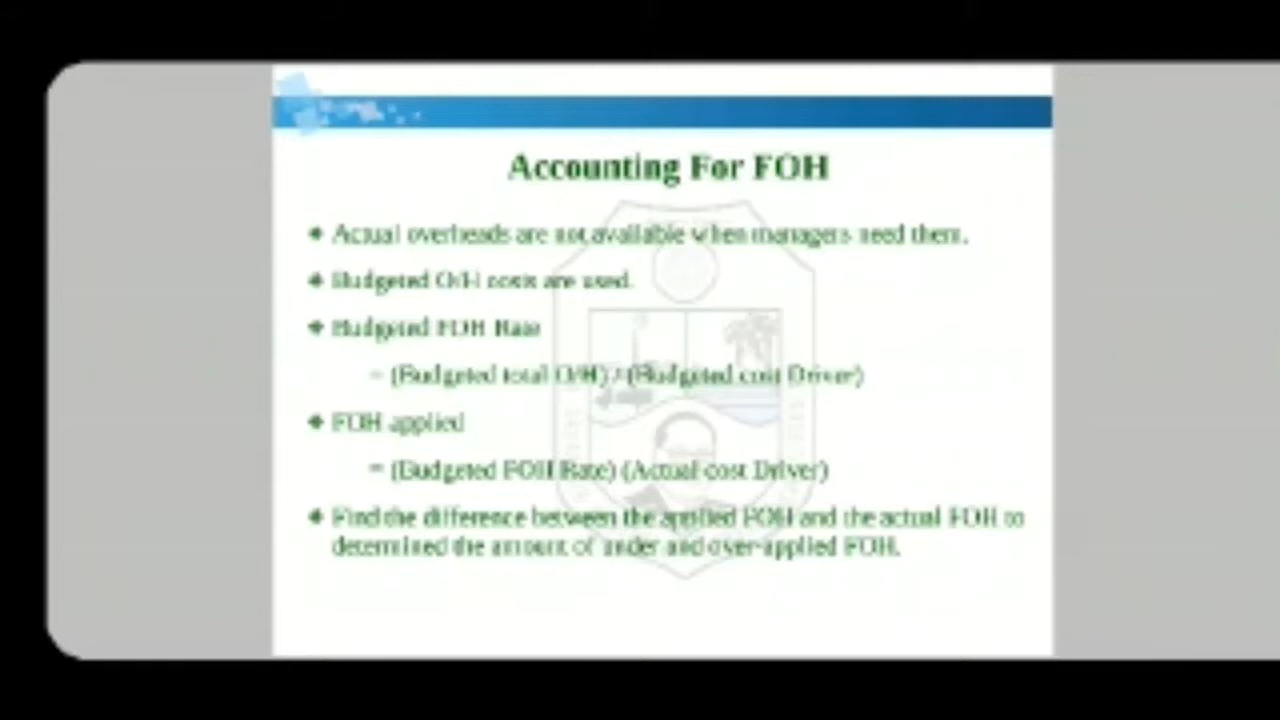 Accounting For FOH
Actual overheads are not available when managers need them.
Budgeted O/H costs are used.
Budgeted FOH Rate
= (Budgeted total O/H) / (Budgeted cost Driver)
FOH applied
= (Budgeted FOH Rate) (Actual cost Driver)
Find the difference between the applied FOH and the actual FOH to
determined the amount of under and over-applied FOH.